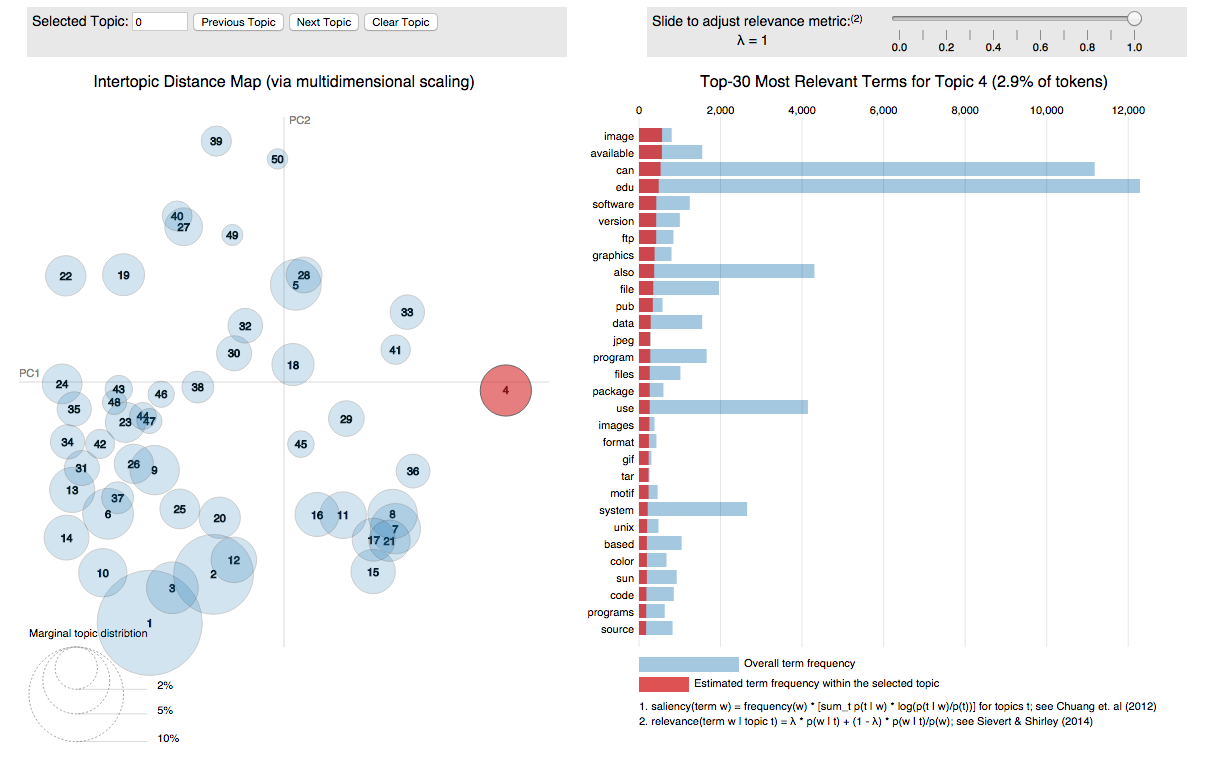 Selected Topic: 0 Previous Topic Next Topic Clear Topic
Slide to adjust relevance metric:(2)
λ = 1
0.0 0.2 0.4 0.6 0.8 1.0
Intertopic Distance Map (via multidimensional scaling)
PC2
PC1
39
50
40
27
49
22
19
28
5
33
32
41
30
18
24
43
46
38
4
48
35
44
47
23
29
34
42
45
31
26
9
36
13
37
6
25
20
16
11
8
7
14
17
21
12
10
2
15
3
1
Marginal topic distribtion
2%
5%
10%
Top-30 Most Relevant Terms for Topic 4 (2.9% of tokens)
0 2,000 4,000 6,000 8,000 10,000 12,000
image
available
can
edu
software
version
ftp
graphics
also
file
pub
data
jpeg
program
files
package
use
images
format
gif
tar
motif
system
unix
based
color
sun
code
programs
source
Overall term frequency
Estimated term frequency within the selected topic
1. saliency(term w) = frequency(w) * [sum_t p(t | w) * log(p(t | w)/p(t))] for topics t; see Chuang et. al (2012)
2. relevance(term w | topic t) = λ * p(w | t) + (1 - λ) * p(w | t)/p(w); see Sievert & Shirley (2014)